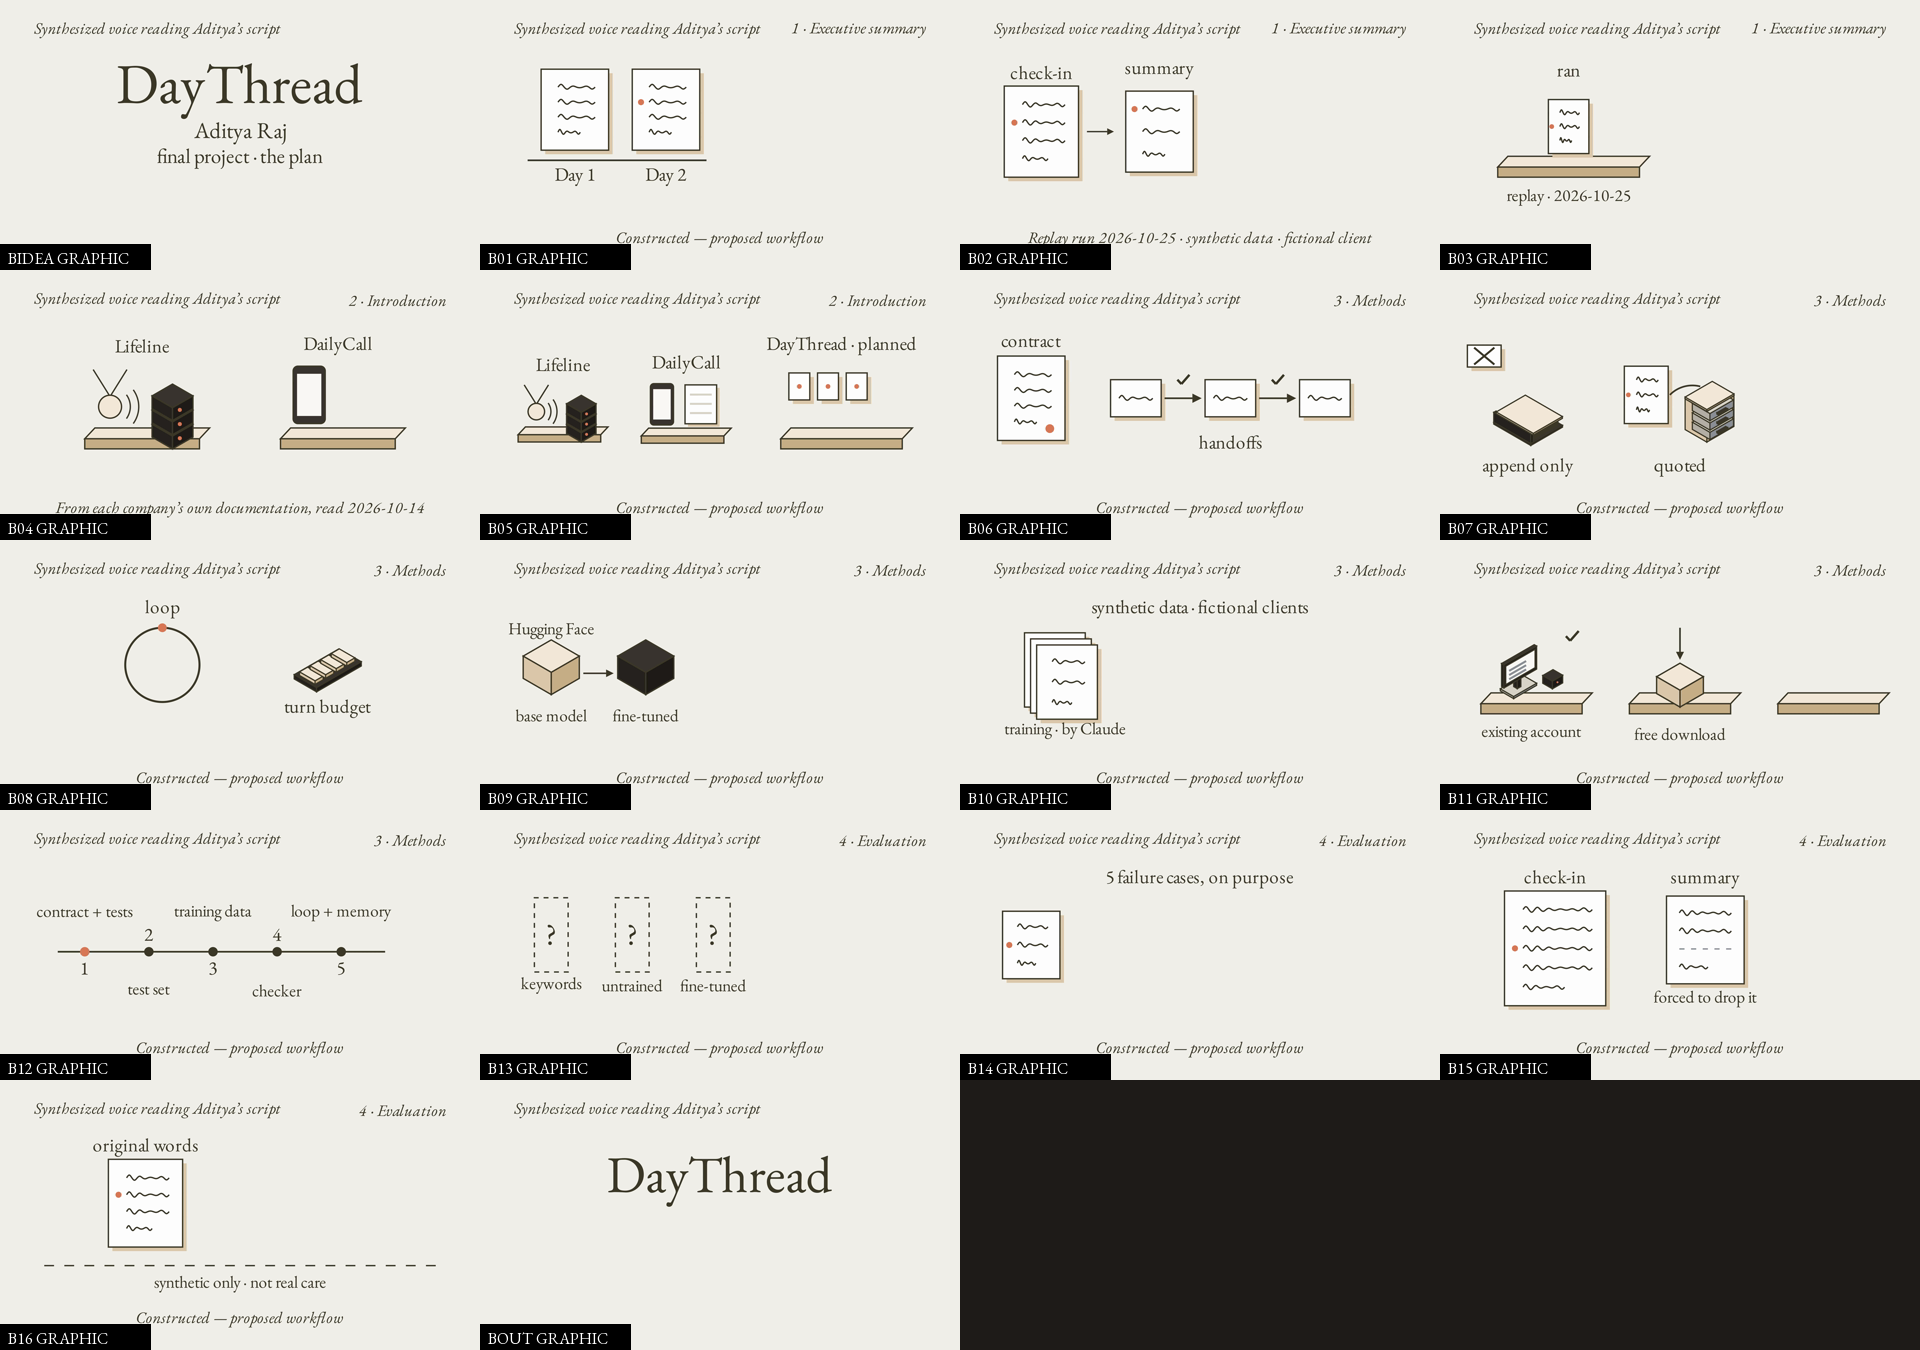 Synthesized voice reading Aditya's script
DayThread
Aditya Raj
final project · the plan
BIDEA GRAPHIC
Synthesized voice reading Aditya's script
1 · Executive summary
Day 1
Day 2
Constructed — proposed workflow
B01 GRAPHIC
Synthesized voice reading Aditya's script
1 · Executive summary
check-in
summary
Replay run 2026-10-25 · synthetic data · fictional client
B02 GRAPHIC
Synthesized voice reading Aditya's script
1 · Executive summary
ran
replay · 2026-10-25
B03 GRAPHIC
Synthesized voice reading Aditya's script
2 · Introduction
Lifeline
DailyCall
From each company's own documentation, read 2026-10-14
B04 GRAPHIC
Synthesized voice reading Aditya's script
2 · Introduction
Lifeline
DailyCall
DayThread · planned
Constructed — proposed workflow
B05 GRAPHIC
Synthesized voice reading Aditya's script
3 · Methods
contract
handoffs
Constructed — proposed workflow
B06 GRAPHIC
Synthesized voice reading Aditya's script
3 · Methods
append only
quoted
Constructed — proposed workflow
B07 GRAPHIC
Synthesized voice reading Aditya's script
3 · Methods
loop
turn budget
Constructed — proposed workflow
B08 GRAPHIC
Synthesized voice reading Aditya's script
3 · Methods
Hugging Face
base model
fine-tuned
Constructed — proposed workflow
B09 GRAPHIC
Synthesized voice reading Aditya's script
3 · Methods
synthetic data · fictional clients
training · by Claude
Constructed — proposed workflow
B10 GRAPHIC
Synthesized voice reading Aditya's script
3 · Methods
existing account
free download
Constructed — proposed workflow
B11 GRAPHIC
Synthesized voice reading Aditya's script
3 · Methods
contract + tests
training data
loop + memory
2
4
1
3
5
test set
checker
Constructed — proposed workflow
B12 GRAPHIC
Synthesized voice reading Aditya's script
4 · Evaluation
?
?
?
keywords
untrained
fine-tuned
Constructed — proposed workflow
B13 GRAPHIC
Synthesized voice reading Aditya's script
4 · Evaluation
5 failure cases, on purpose
Constructed — proposed workflow
B14 GRAPHIC
Synthesized voice reading Aditya's script
4 · Evaluation
check-in
summary
forced to drop it
Constructed — proposed workflow
B15 GRAPHIC
Synthesized voice reading Aditya's script
4 · Evaluation
original words
synthetic only · not real care
Constructed — proposed workflow
B16 GRAPHIC
Synthesized voice reading Aditya's script
DayThread
BOUT GRAPHIC